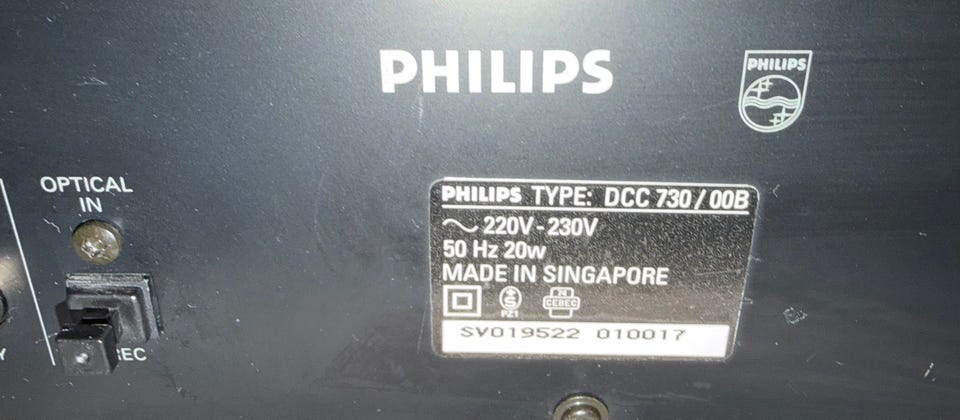 PHILIPS
PHILIPS
OPTICAL
IN
PHILIPS TYPE: DCC 730/00B
220V-230V
50 Hz 20w
MADE IN SINGAPORE
PZ1
CEBEC
SV019522 010017